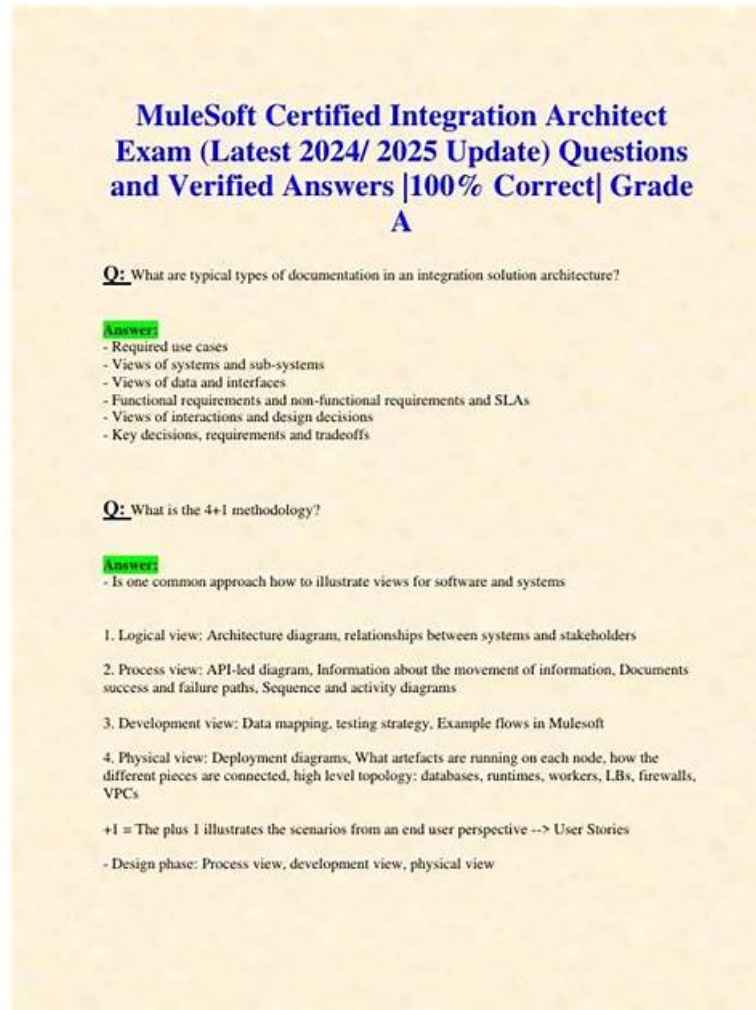 MuleSoft Certified Integration Architect
Exam (Latest 2024/ 2025 Update) Questions
and Verified Answers |100% Correct| Grade
A
Q: What are typical types of documentation in an integration solution architecture?
Answer:
- Required use cases
- Views of systems and sub-systems
- Views of data and interfaces
- Functional requirements and non-functional requirements and SLAs
- Views of interactions and design decisions
- Key decisions, requirements and tradeoffs
Q: What is the 4+1 methodology?
Answer:
- Is one common approach how to illustrate views for software and systems
1. Logical view: Architecture diagram, relationships between systems and stakeholders
2. Process view: API-led diagram, Information about the movement of information, Documents
success and failure paths, Sequence and activity diagrams
3. Development view: Data mapping, testing strategy, Example flows in Mulesoft
4. Physical view: Deployment diagrams, What artefacts are running on each node, how the
different pieces are connected, high level topology: databases, runtimes, workers, LBs, firewalls,
VPCs
+1 = The plus 1 illustrates the scenarios from an end user perspective --> User Stories
- Design phase: Process view, development view, physical view